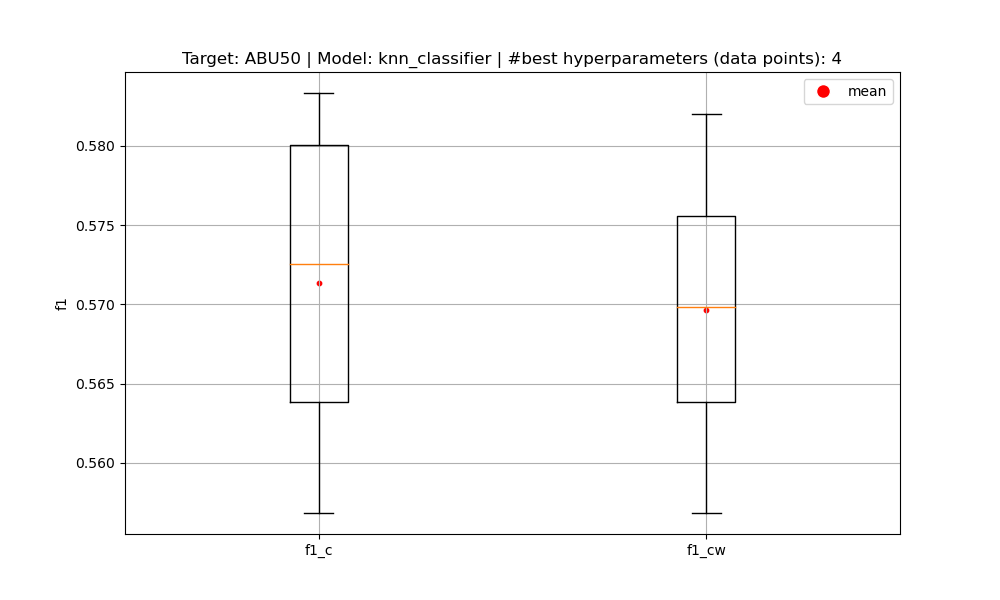 Target: ABU50 | Model: knn_classifier | #best hyperparameters (data points): 4
mean
0.580
0.575
0.570
0.565
0.560
f1
f1_c
f1_cw